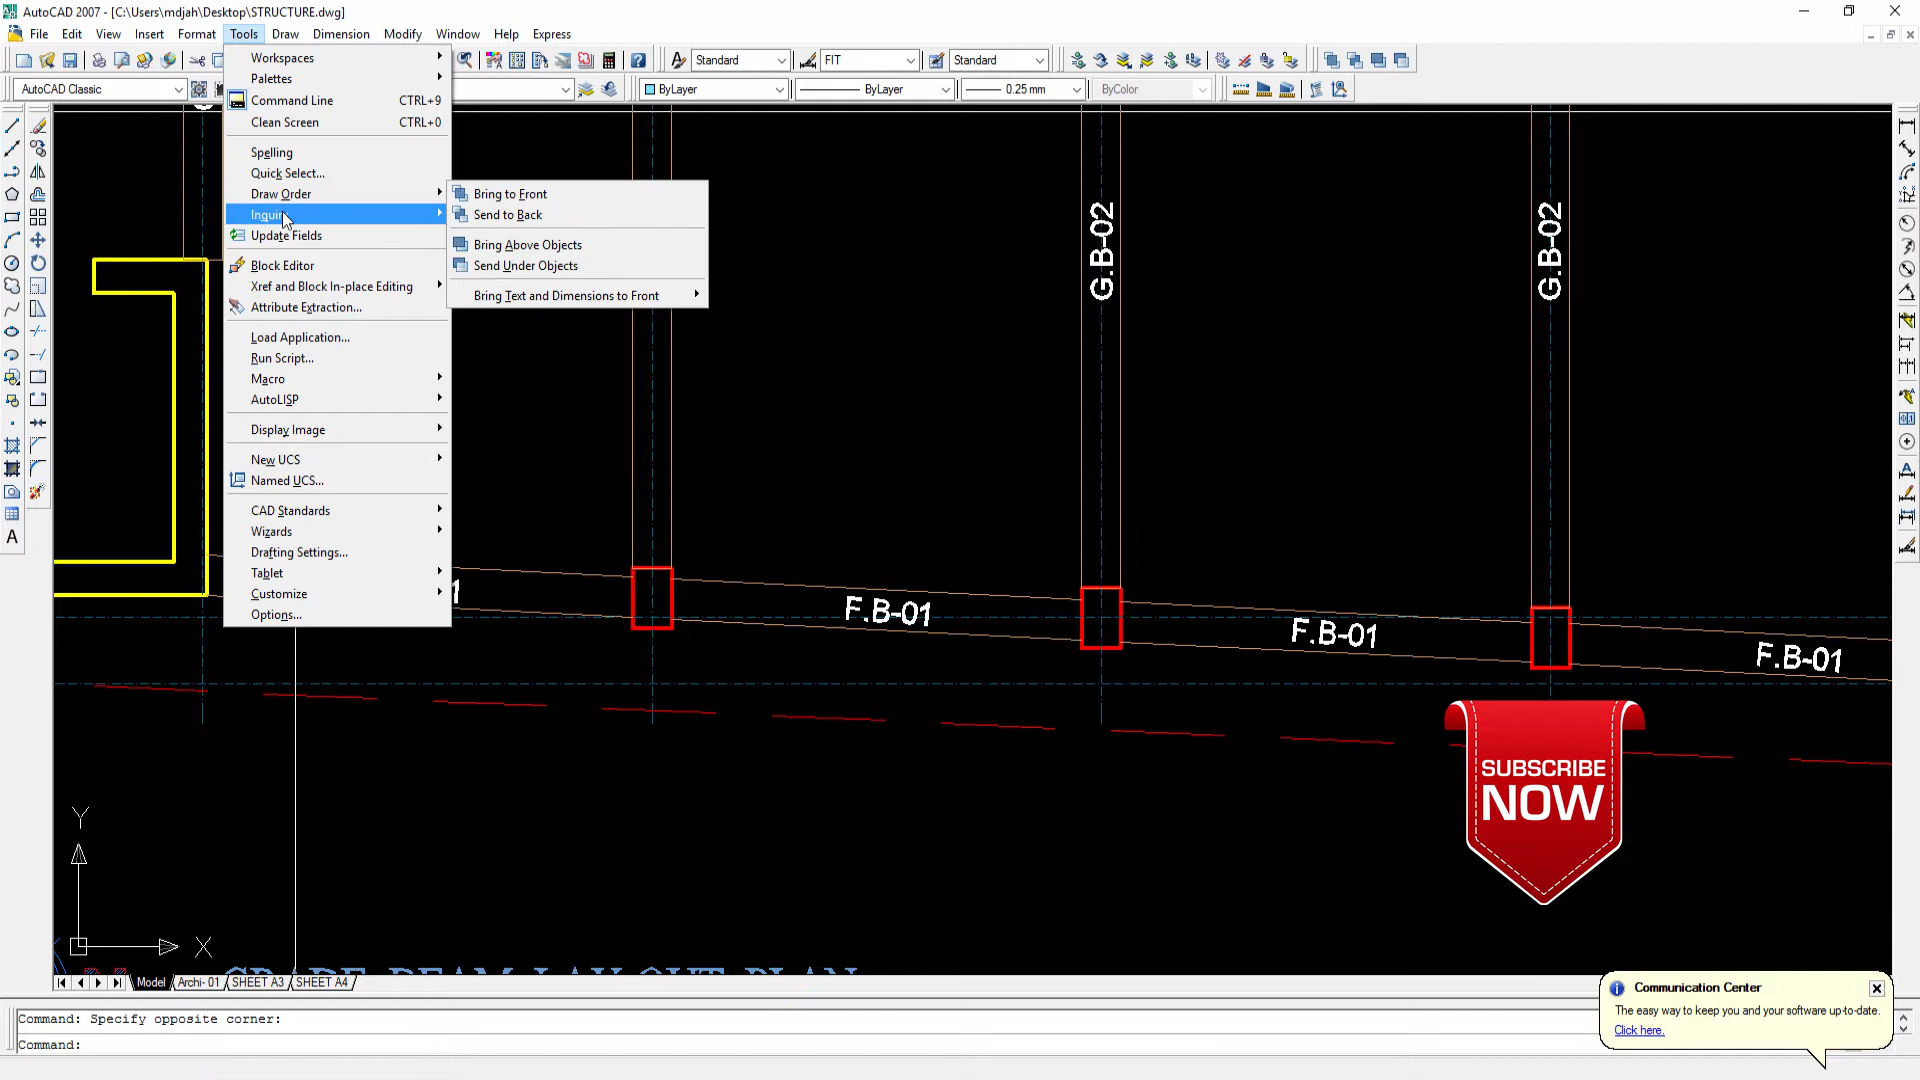 AutoCAD 2007 - [C:\Users\mdjah\Desktop\STRUCTURE.dwg]
File Edit View Insert Format Tools Draw Dimension Modify Window Help Express
Standard FIT Standard
AutoCAD Classic ByLayer ByLayer 0.25 mm ByColor
Workspaces
Palettes
Command Line CTRL+9
Clean Screen CTRL+0
Spelling
Quick Select...
Draw Order
Update Fields
Block Editor
Xref and Block In-place Editing
Attribute Extraction...
Load Application...
Run Script...
Macro
AutoLISP
Display Image
New UCS
Named UCS...
CAD Standards
Wizards
Drafting Settings...
Tablet
Customize
Options...
Bring to Front
Send to Back
Bring Above Objects
Send Under Objects
Bring Text and Dimensions to Front
G.B-02
G.B-02
F.B-01
F.B-01
F.B-01
SUBSCRIBE
NOW
Y
X
GRADE BEAM LAYOUT PLAN
Model Archi- 01 SHEET A3 SHEET A4
Command: Specify opposite corner:
Command:
Communication Center
The easy way to keep you and your software up-to-date.
Click here.